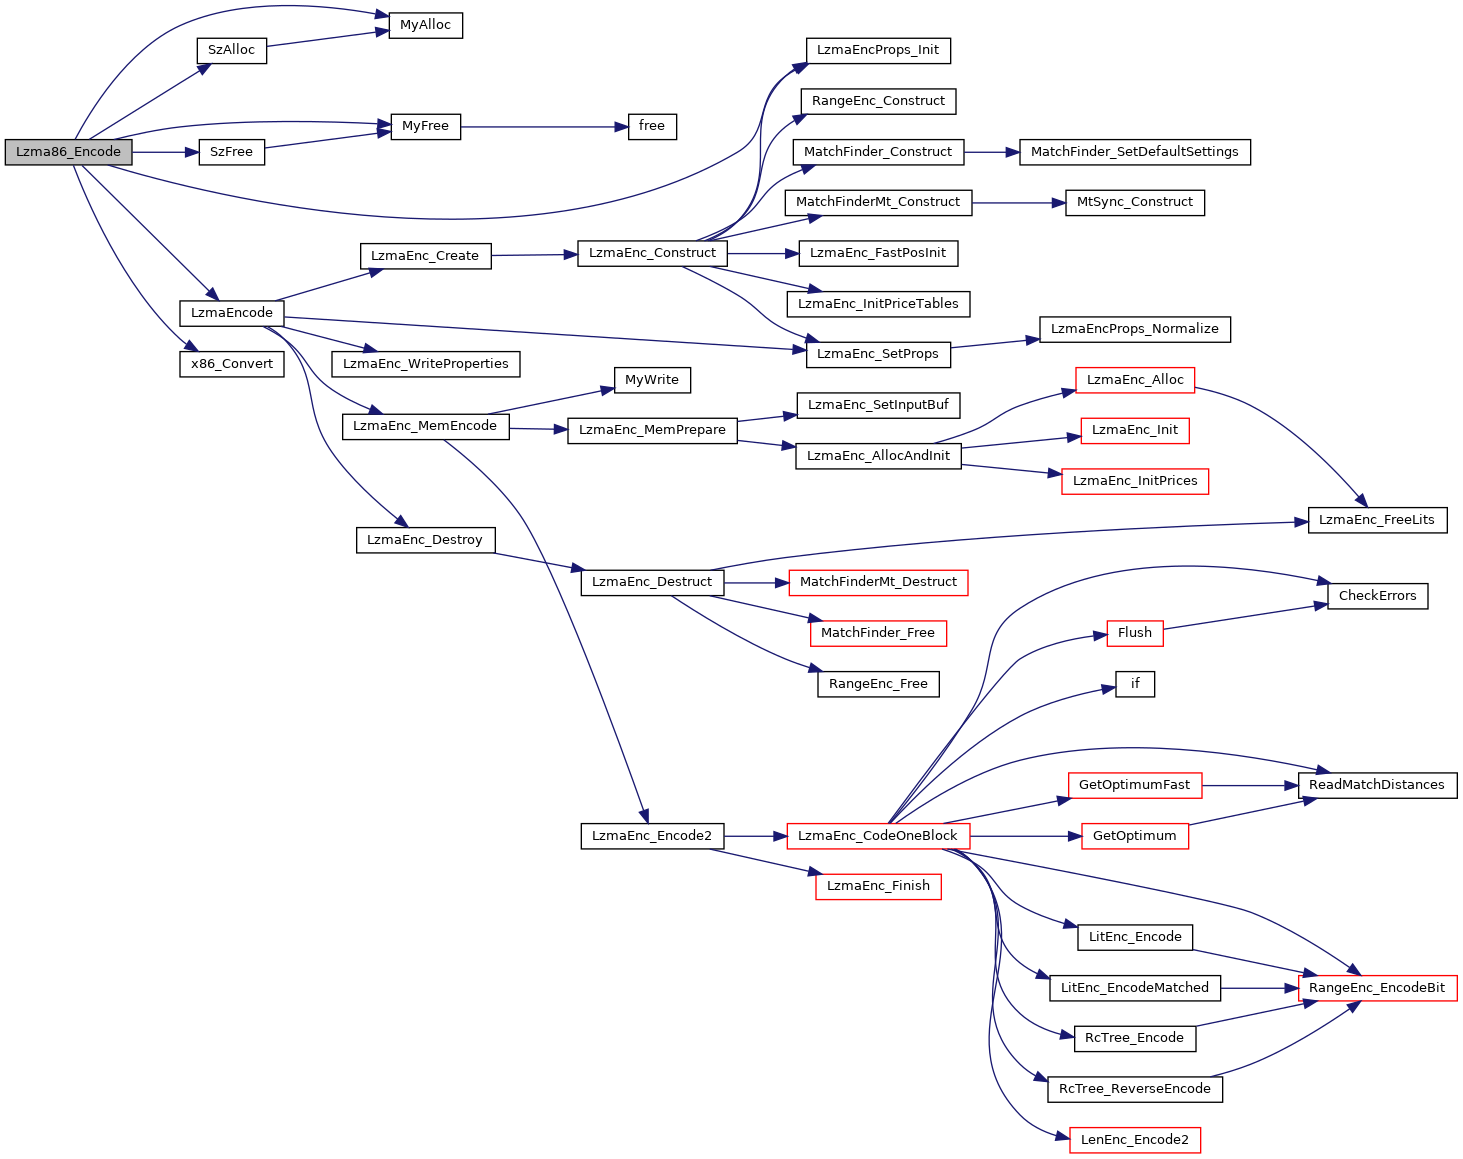 MyAlloc
SzAlloc
LzmaEncProps_Init
RangeEnc_Construct
MyFree
free
Lzma86_Encode
SzFree
MatchFinder_Construct
MatchFinder_SetDefaultSettings
MatchFinderMt_Construct
MtSync_Construct
LzmaEnc_Create
LzmaEnc_Construct
LzmaEnc_FastPosInit
LzmaEncode
LzmaEnc_InitPriceTables
LzmaEncProps_Normalize
x86_Convert
LzmaEnc_WriteProperties
LzmaEnc_SetProps
MyWrite
LzmaEnc_Alloc
LzmaEnc_SetInputBuf
LzmaEnc_MemEncode
LzmaEnc_MemPrepare
LzmaEnc_Init
LzmaEnc_AllocAndInit
LzmaEnc_InitPrices
LzmaEnc_FreeLits
LzmaEnc_Destroy
LzmaEnc_Destruct
MatchFinderMt_Destruct
CheckErrors
MatchFinder_Free
Flush
RangeEnc_Free
if
GetOptimumFast
ReadMatchDistances
LzmaEnc_Encode2
LzmaEnc_CodeOneBlock
GetOptimum
LzmaEnc_Finish
LitEnc_Encode
LitEnc_EncodeMatched
RangeEnc_EncodeBit
RcTree_Encode
RcTree_ReverseEncode
LenEnc_Encode2